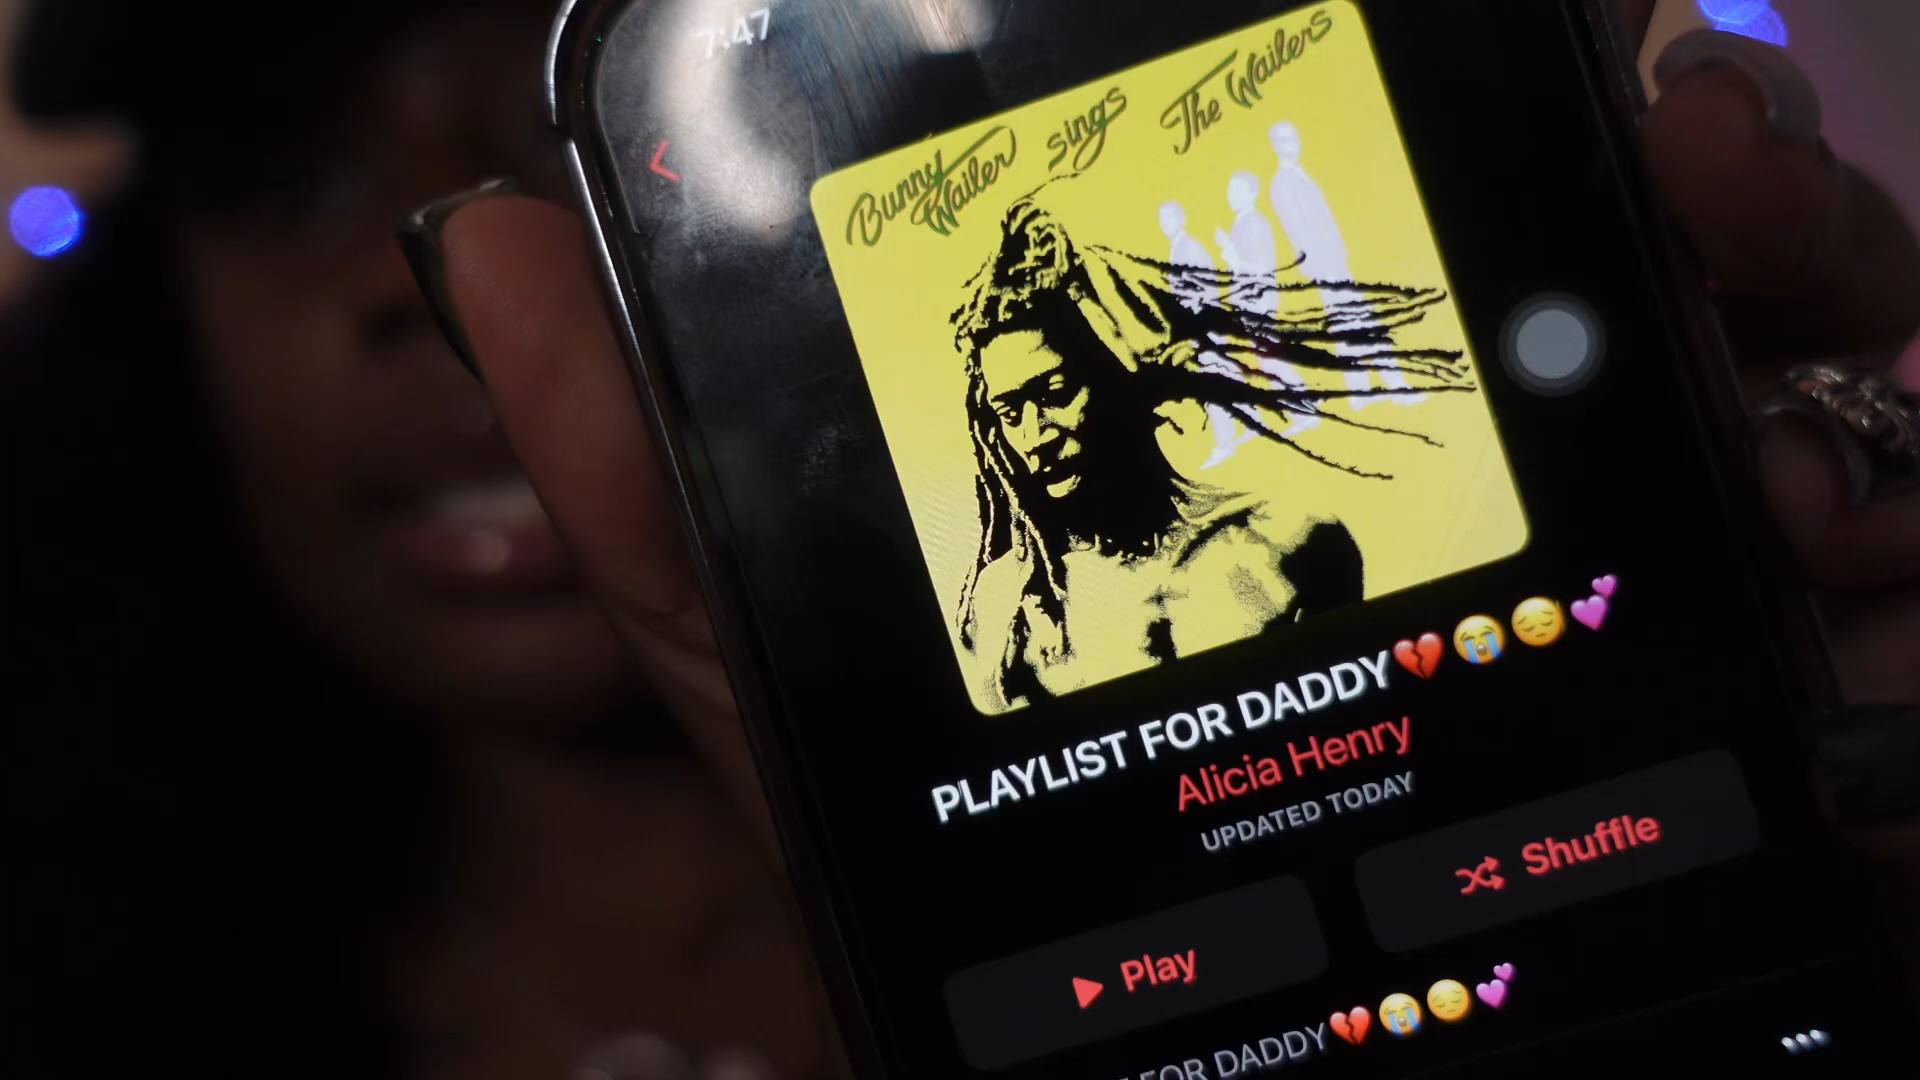 7:47
Bunny Wailer sings The Wailers
PLAYLIST FOR DADDY💔😭😔💕
Alicia Henry
UPDATED TODAY
Play
Shuffle
FOR DADDY💔😭😔💕